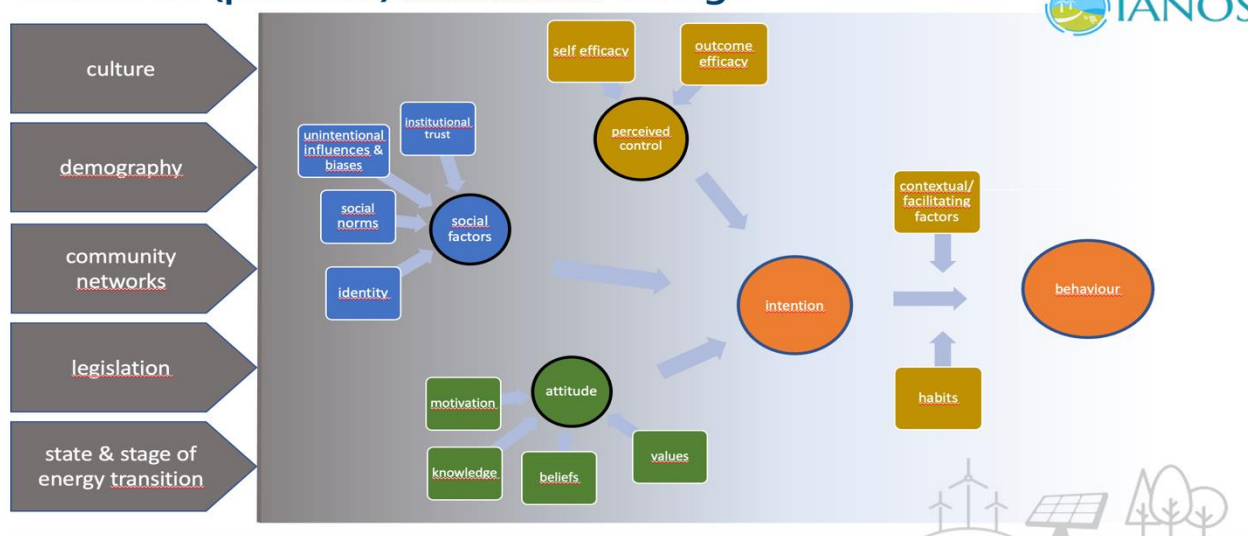 IANOS
culture
demography
community
networks
legislation
state & stage of
energy transition
self efficacy
outcome
efficacy
perceived
control
unintentional
influences &
biases
institutional
trust
social
norms
identity
social
factors
contextual/
facilitating
factors
intention
behaviour
habits
attitude
motivation
knowledge
beliefs
values